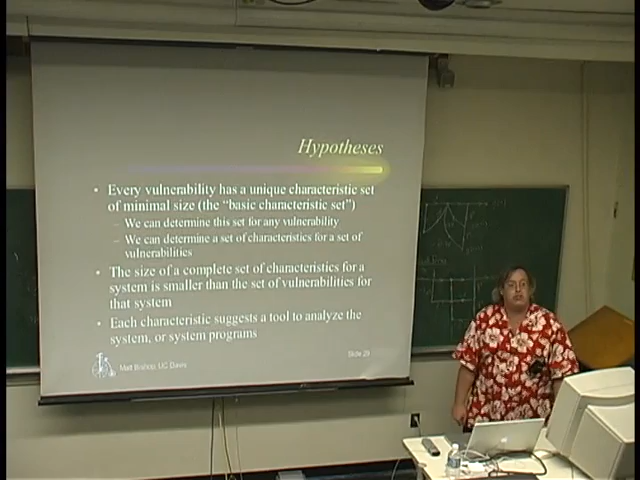 Hypotheses
• Every vulnerability has a unique characteristic set
of minimal size (the “basic characteristic set”)
– We can determine this set for any vulnerability
– We can determine a set of characteristics for a set of
vulnerabilities
• The size of a complete set of characteristics for a
system is smaller than the set of vulnerabilities for
that system
• Each characteristic suggests a tool to analyze the
system, or system programs
Matt Bishop, UC Davis
Slide 29